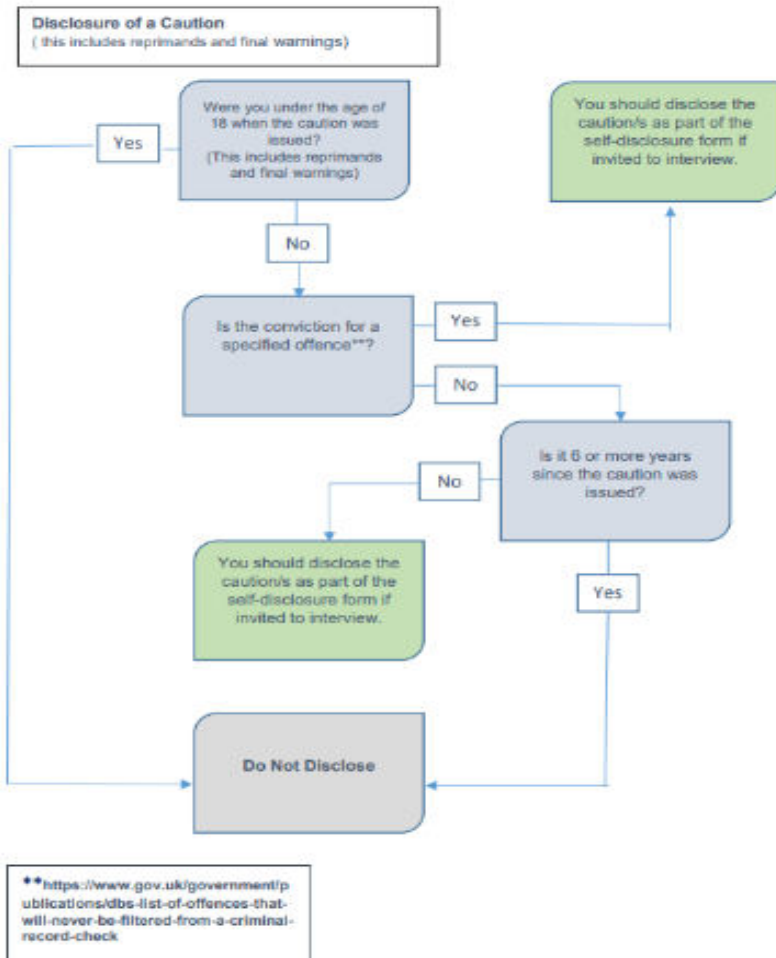 Disclosure of a Caution
( this includes reprimands and final warnings)
Were you under the age of
18 when the caution was
issued?
(This includes reprimands
and final warnings)
Yes
You should disclose the
caution/s as part of the
self-disclosure form if
invited to interview.
No
Is the conviction for a
specified offence**?
Yes
No
Is it 6 or more years
since the caution was
issued?
No
You should disclose the
caution/s as part of the
self-disclosure form if
invited to interview.
Yes
Do Not Disclose
**https://www.gov.uk/government/p
ublications/dbs-list-of-offences-that-
will-never-be-filtered-from-a-criminal-
record-check